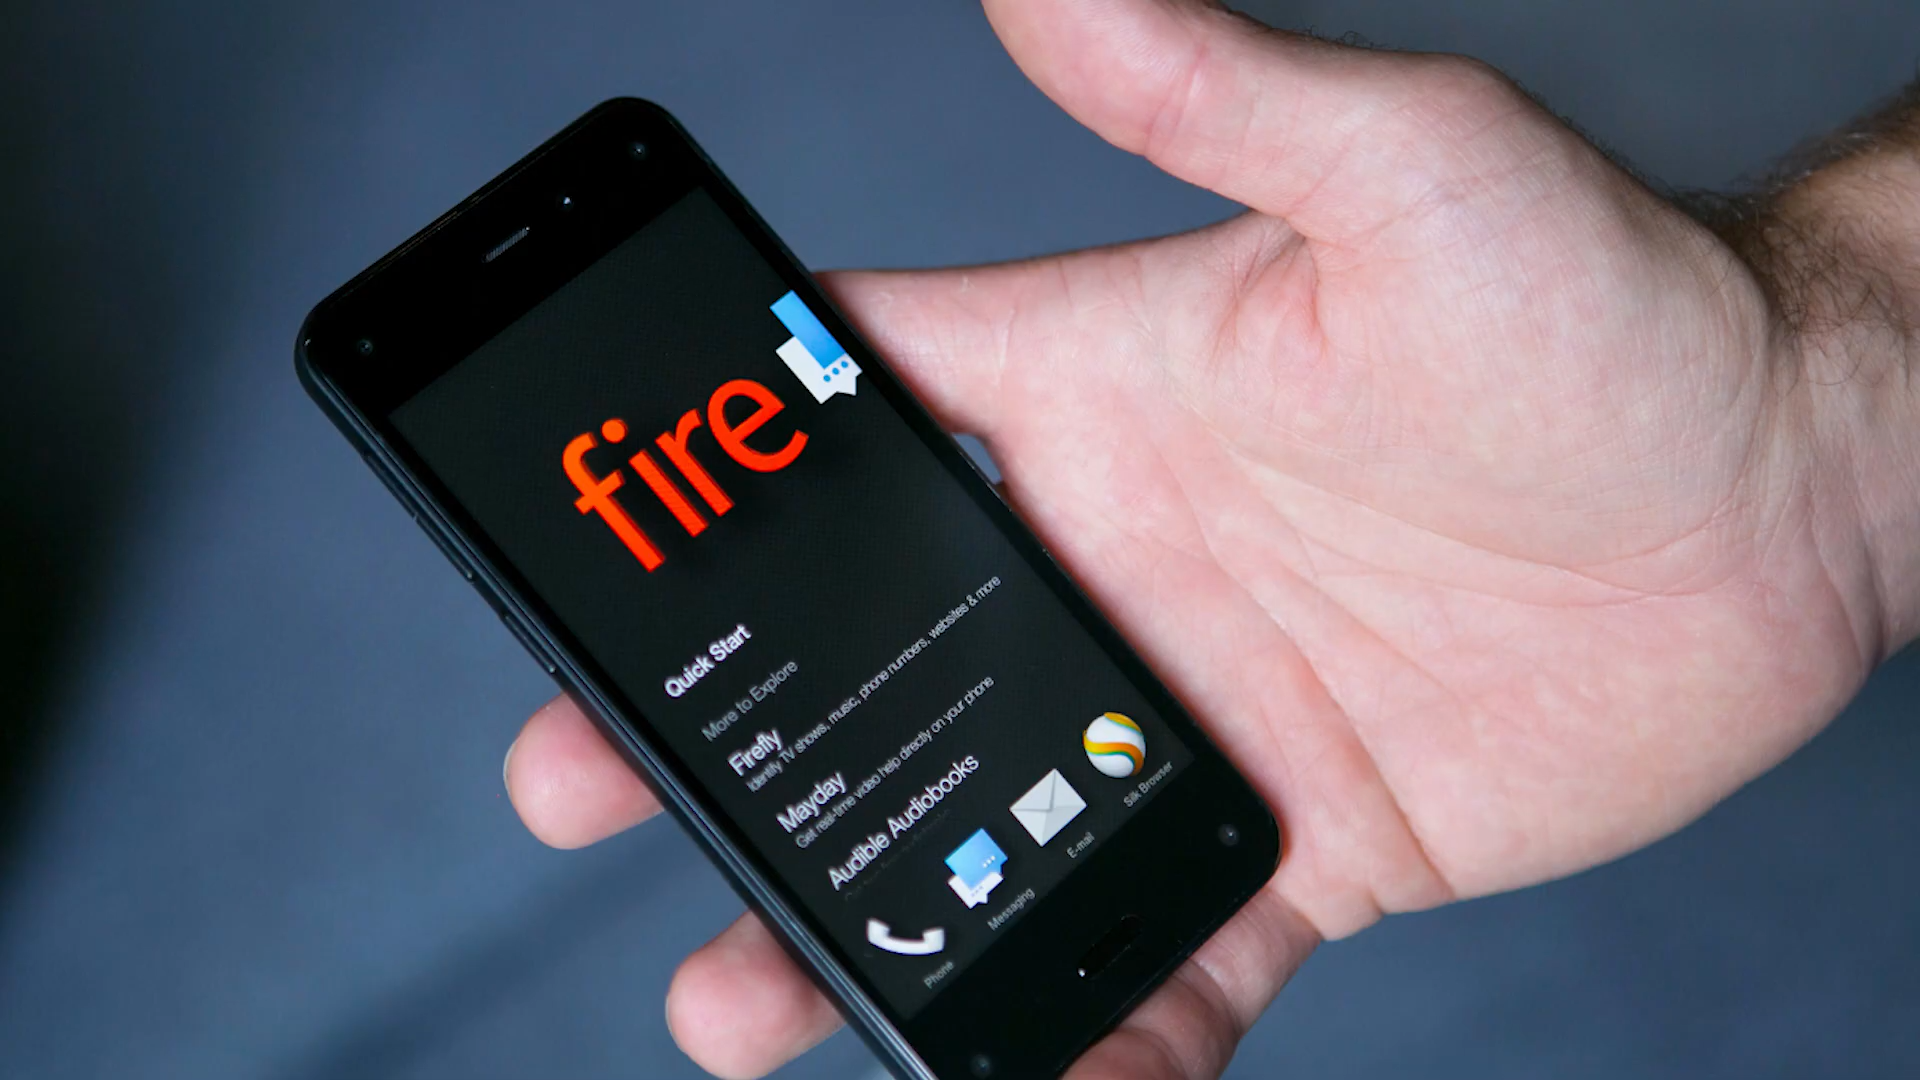 fire
Quick Start
More to Explore
Firefly
Identify TV shows, music, phone numbers, websites & more
Mayday
Get real-time video help directly on your phone
Audible Audiobooks
Phone
Messaging
E-mail
Silk Browser